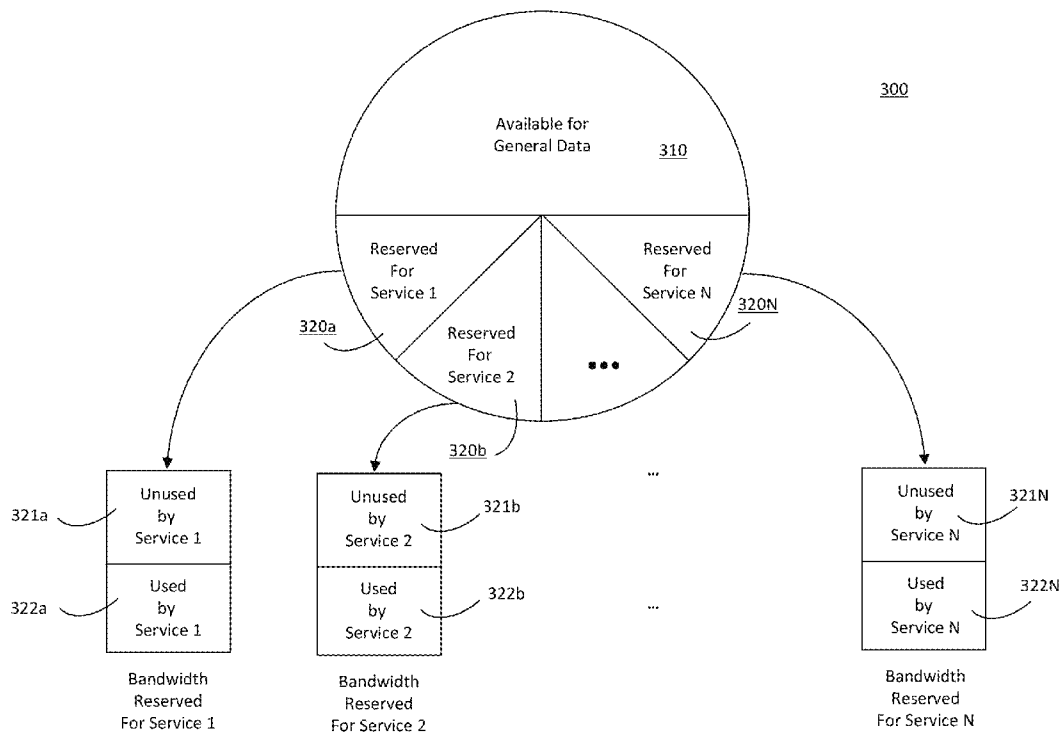 300
Available for
General Data
310
Reserved
For
Service 1
320a
Reserved
For
Service 2
320b
•••
Reserved
For
Service N
320N
321a
Unused
by
Service 1
322a
Used
by
Service 1
Bandwidth
Reserved
For Service 1
Unused
by
Service 2
321b
Used
by
Service 2
322b
Bandwidth
Reserved
For Service 2
...
...
Unused
by
Service N
321N
Used
by
Service N
322N
Bandwidth
Reserved
For Service N